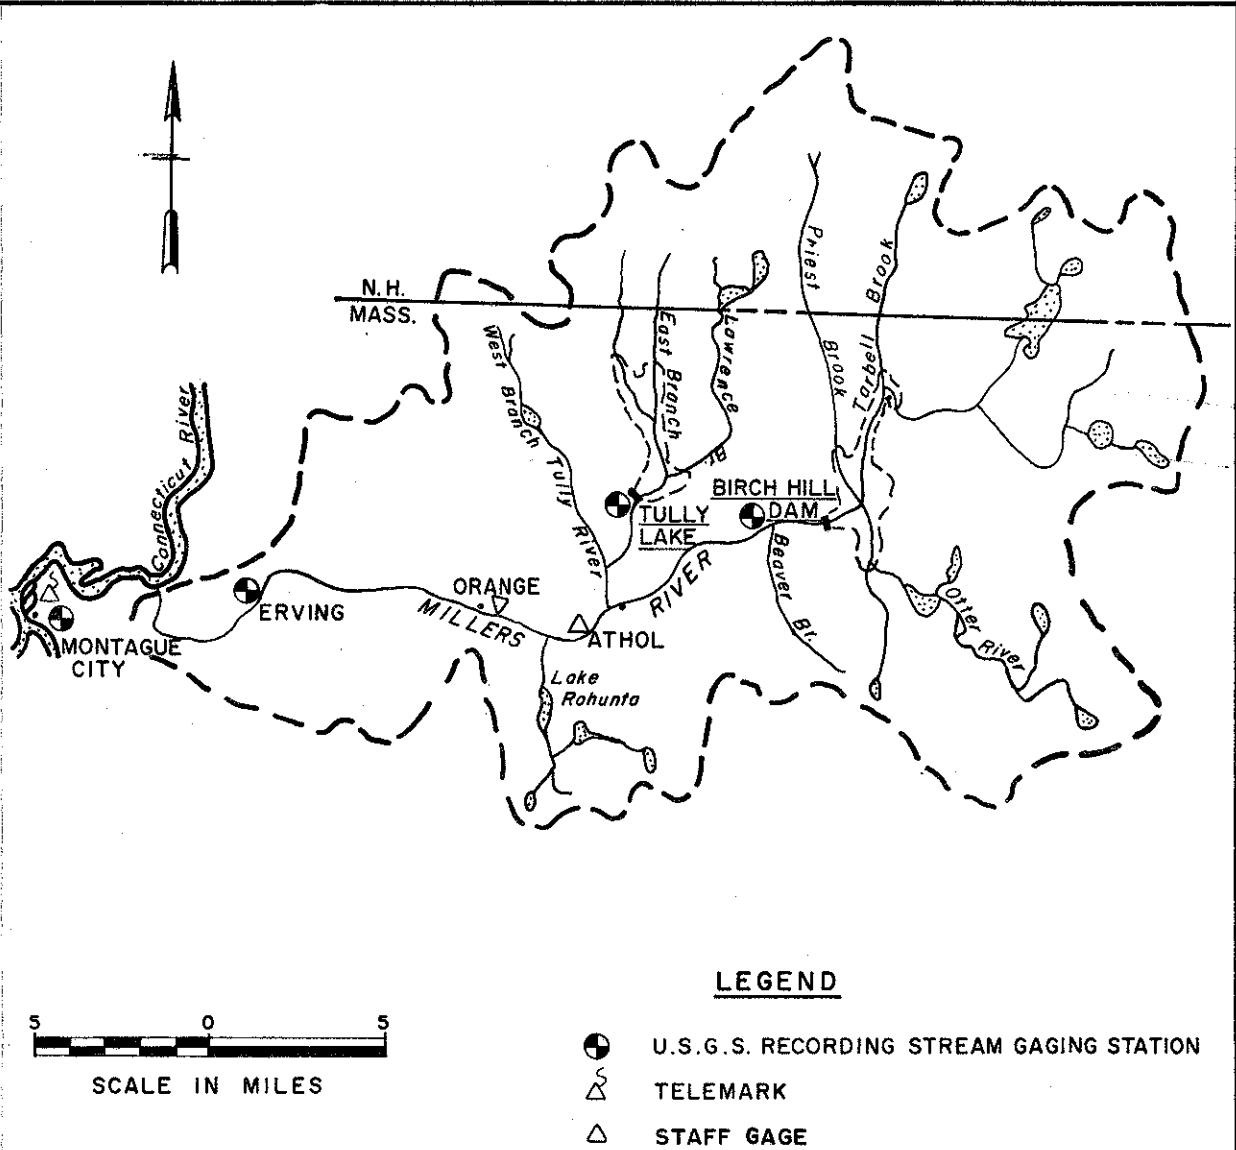 N.H.
MASS.
Priest
Brook
Tarbell Brook
East Branch
Lawrence
Br.
West Branch Tully River
Connecticut River
TULLY
LAKE
BIRCH HILL
DAM
Beaver Br.
Otter River
MILLERS RIVER
ORANGE
ATHOL
ERVING
MONTAGUE
CITY
Lake
Rohunta
LEGEND
5 0 5
SCALE IN MILES
U.S.G.S. RECORDING STREAM GAGING STATION
TELEMARK
STAFF GAGE